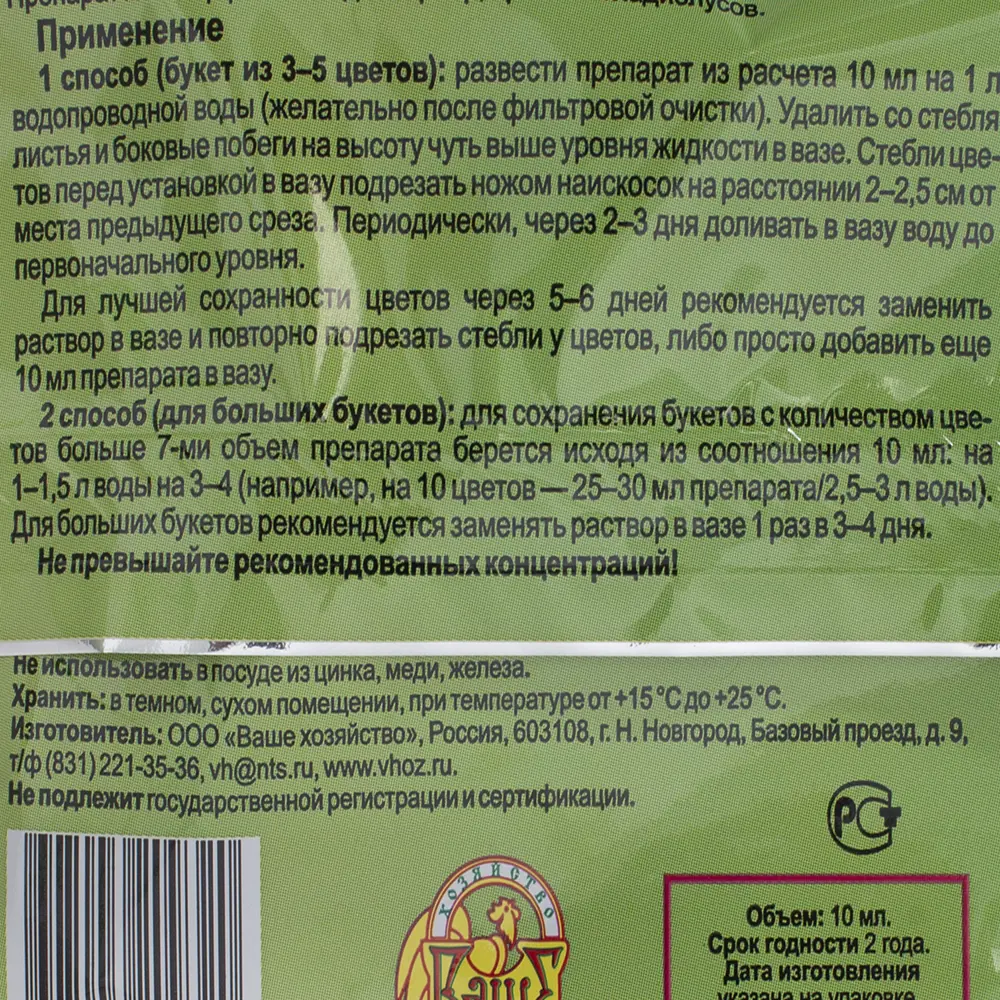 Применение
1 способ (букет из 3–5 цветов): развести препарат из расчета 10 мл на 1 л
водопроводной воды (желательно после фильтровой очистки). Удалить со стебля
листья и боковые побеги на высоту чуть выше уровня жидкости в вазе. Стебли цве-
тов перед установкой в вазу подрезать ножом наискосок на расстоянии 2–2,5 см от
места предыдущего среза. Периодически, через 2–3 дня доливать в вазу воду до
первоначального уровня.
Для лучшей сохранности цветов через 5–6 дней рекомендуется заменить
раствор в вазе и повторно подрезать стебли у цветов, либо просто добавить еще
10 мл препарата в вазу.
2 способ (для больших букетов): для сохранения букетов с количеством цве-
тов больше 7-ми объем препарата берется исходя из соотношения 10 мл: на
1–1,5 л воды на 3–4 (например, на 10 цветов — 25–30 мл препарата/2,5–3 л воды).
Для больших букетов рекомендуется заменять раствор в вазе 1 раз в 3–4 дня.
Не превышайте рекомендованных концентраций!
Не использовать в посуде из цинка, меди, железа.
Хранить: в темном, сухом помещении, при температуре от +15 °С до +25 °С.
Изготовитель: ООО «Ваше хозяйство», Россия, 603108, г. Н. Новгород, Базовый проезд, д. 9,
т/ф (831) 221-35-36, vh@nts.ru, www.vhoz.ru.
Не подлежит государственной регистрации и сертификации.
РСТ
ХОЗЯЙСТВО
Ваше
Объем: 10 мл.
Срок годности 2 года.
Дата изготовления
указана на упаковке.